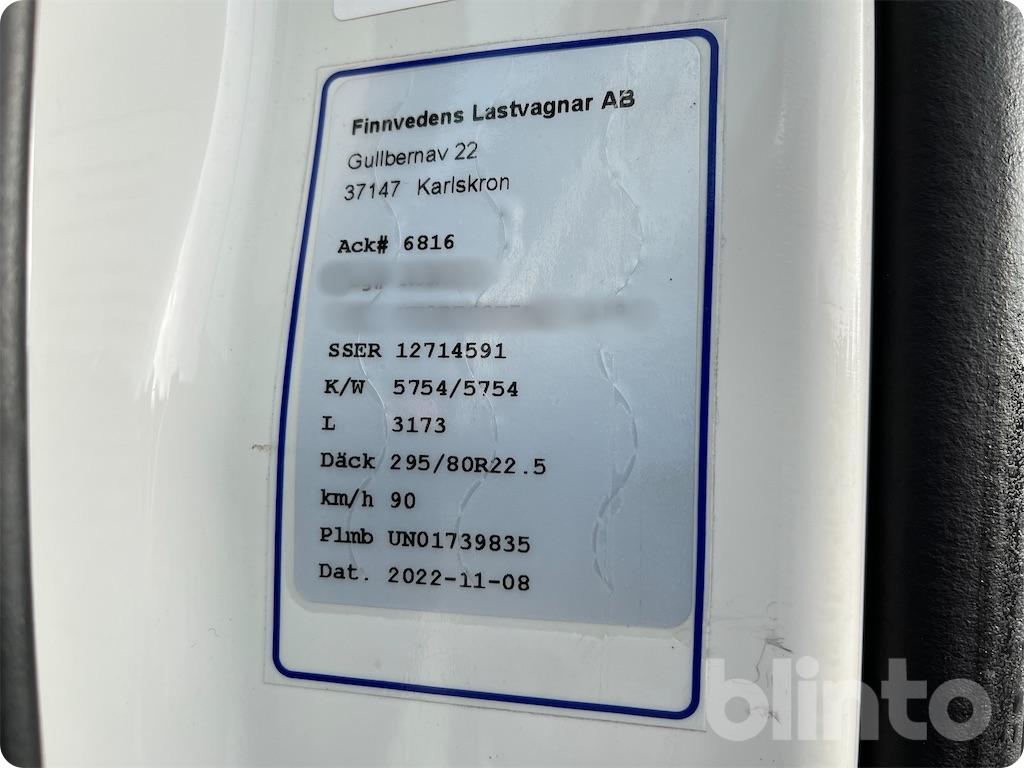 Finnvedens Lastvagnar AB
Gullbernav 22
37147 Karlskron
Ack# 6816
SSER 12714591
K/W 5754/5754
L 3173
Däck 295/80R22.5
km/h 90
Plmb UN01739835
Dat. 2022-11-08
blinto